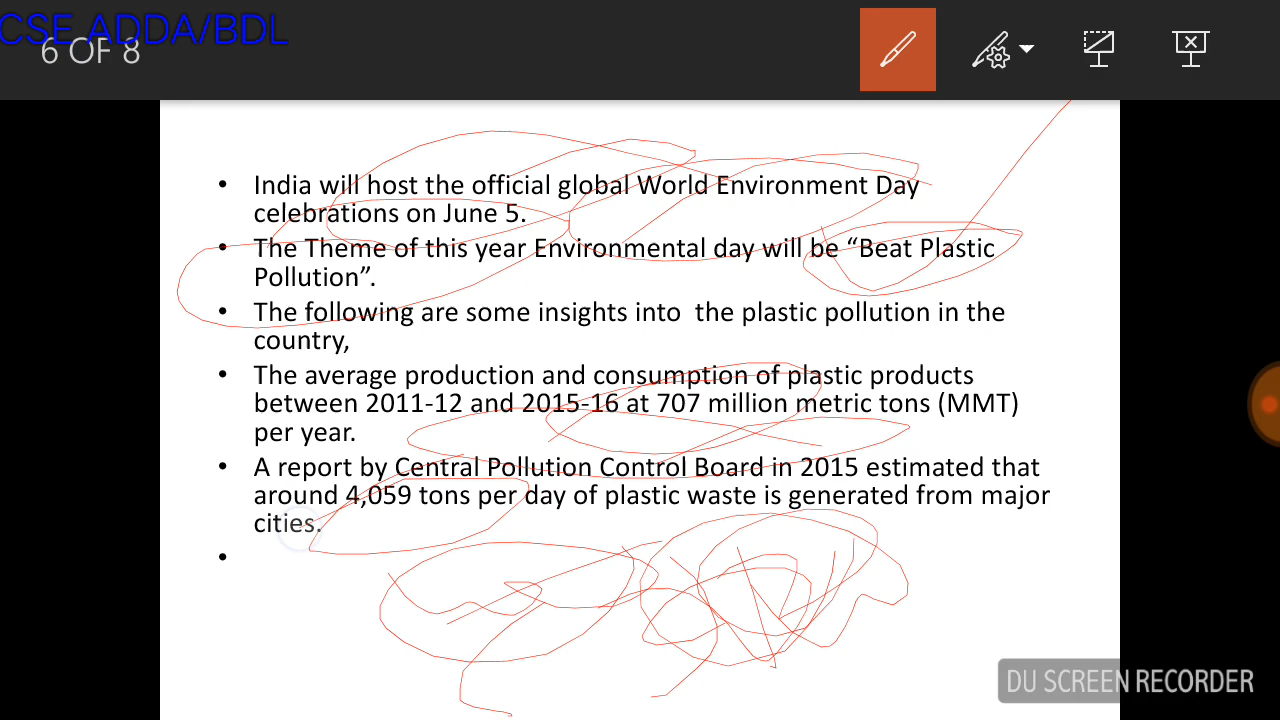 CSE ADDA/BDL
6 OF 8
• India will host the official global World Environment Day
celebrations on June 5.
• The Theme of this year Environmental day will be “Beat Plastic
Pollution”.
• The following are some insights into  the plastic pollution in the
country,
• The average production and consumption of plastic products
between 2011-12 and 2015-16 at 707 million metric tons (MMT)
per year.
• A report by Central Pollution Control Board in 2015 estimated that
around 4,059 tons per day of plastic waste is generated from major
cities.
•
DU SCREEN RECORDER